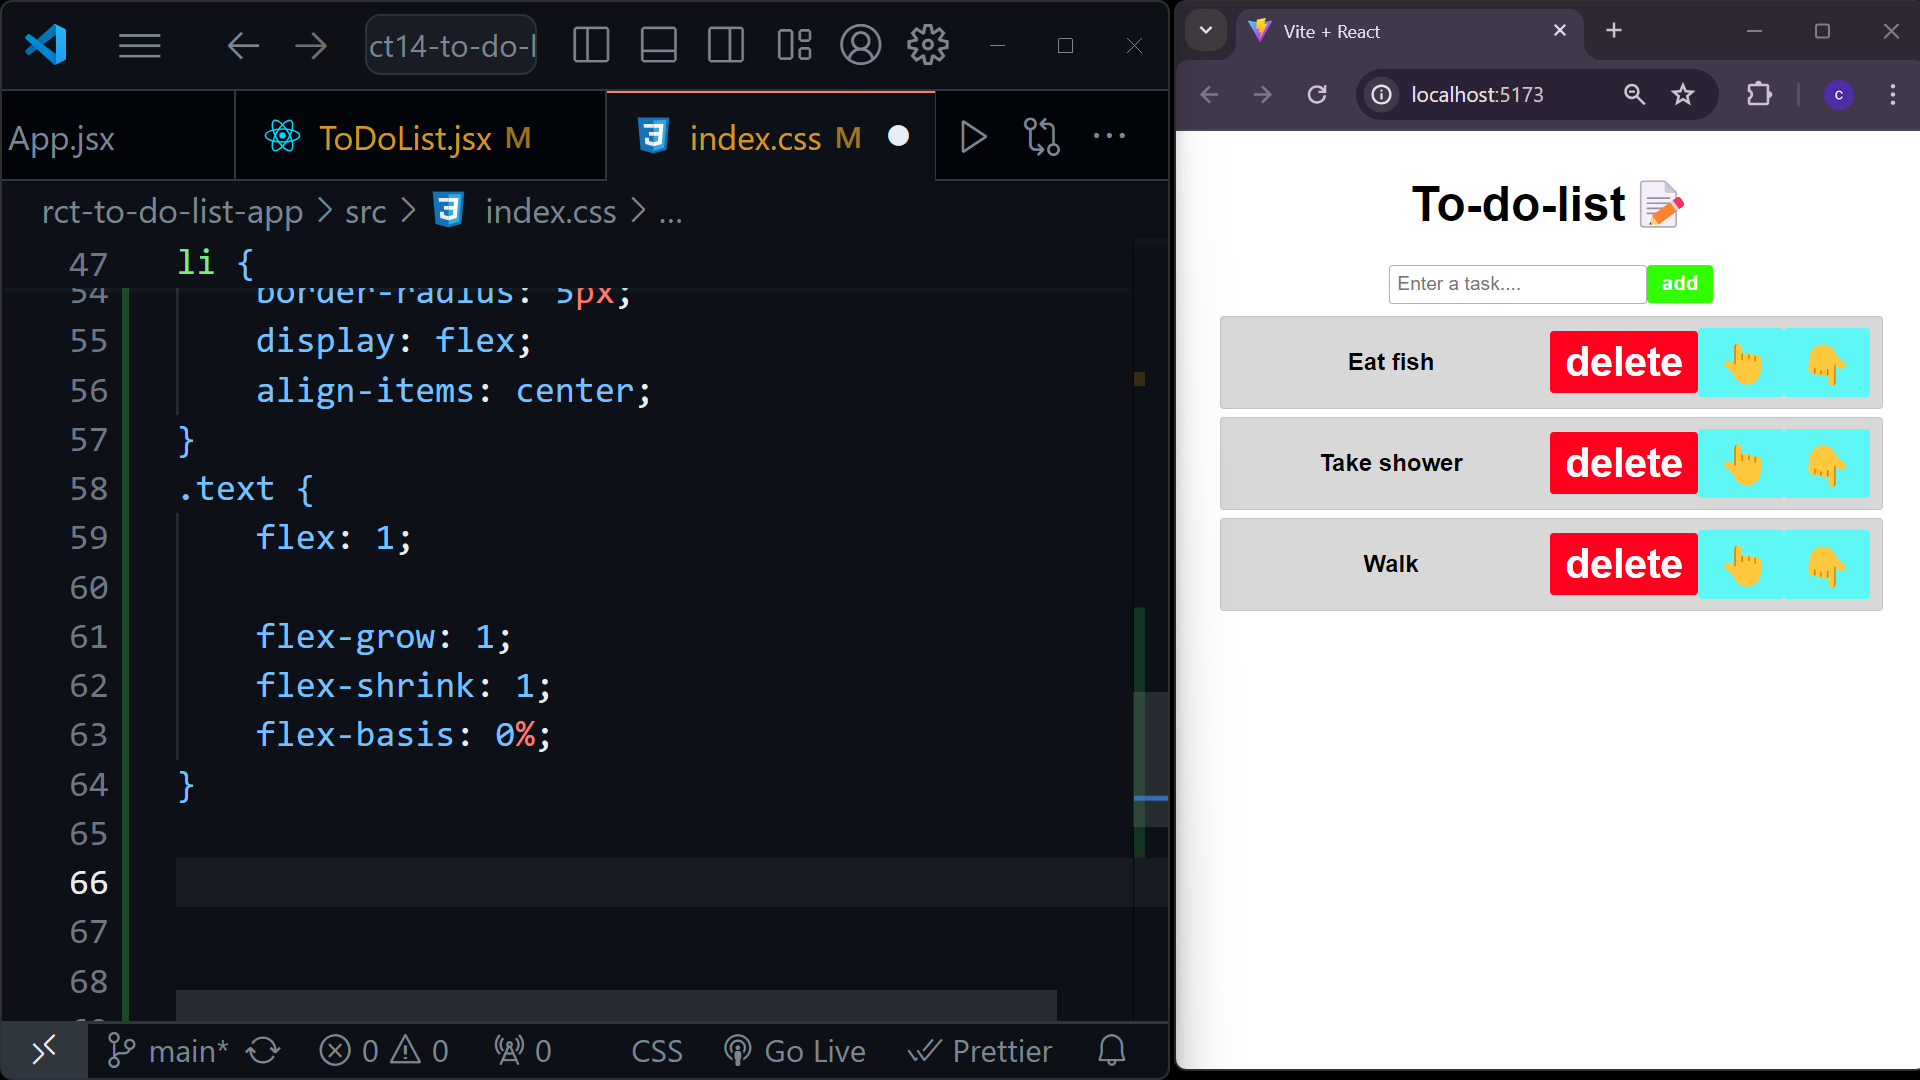 ct14-to-do-l
App.jsx
ToDoList.jsx M
index.css M
rct-to-do-list-app > src > index.css > ...
47 li {
54 border-radius: 5px;
55 display: flex;
56 align-items: center;
57 }
58 .text {
59 flex: 1;
60
61 flex-grow: 1;
62 flex-shrink: 1;
63 flex-basis: 0%;
64 }
65
66
67
68
main* 0 0 0 CSS Go Live Prettier
Vite + React
localhost:5173
c
To-do-list
Enter a task.... add
Eat fish delete
Take shower delete
Walk delete